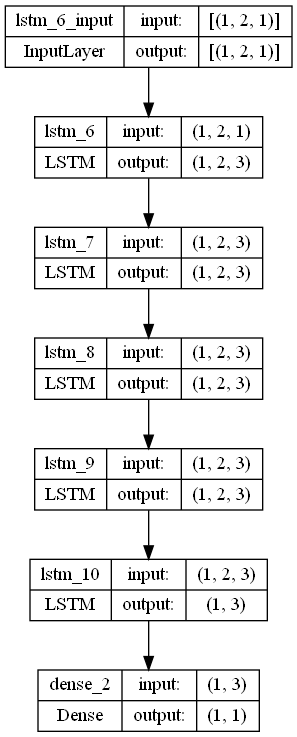 lstm_6_input input: [(1, 2, 1)]
InputLayer output: [(1, 2, 1)]
lstm_6 input: (1, 2, 1)
LSTM output: (1, 2, 3)
lstm_7 input: (1, 2, 3)
LSTM output: (1, 2, 3)
lstm_8 input: (1, 2, 3)
LSTM output: (1, 2, 3)
lstm_9 input: (1, 2, 3)
LSTM output: (1, 2, 3)
lstm_10 input: (1, 2, 3)
LSTM output: (1, 3)
dense_2 input: (1, 3)
Dense output: (1, 1)